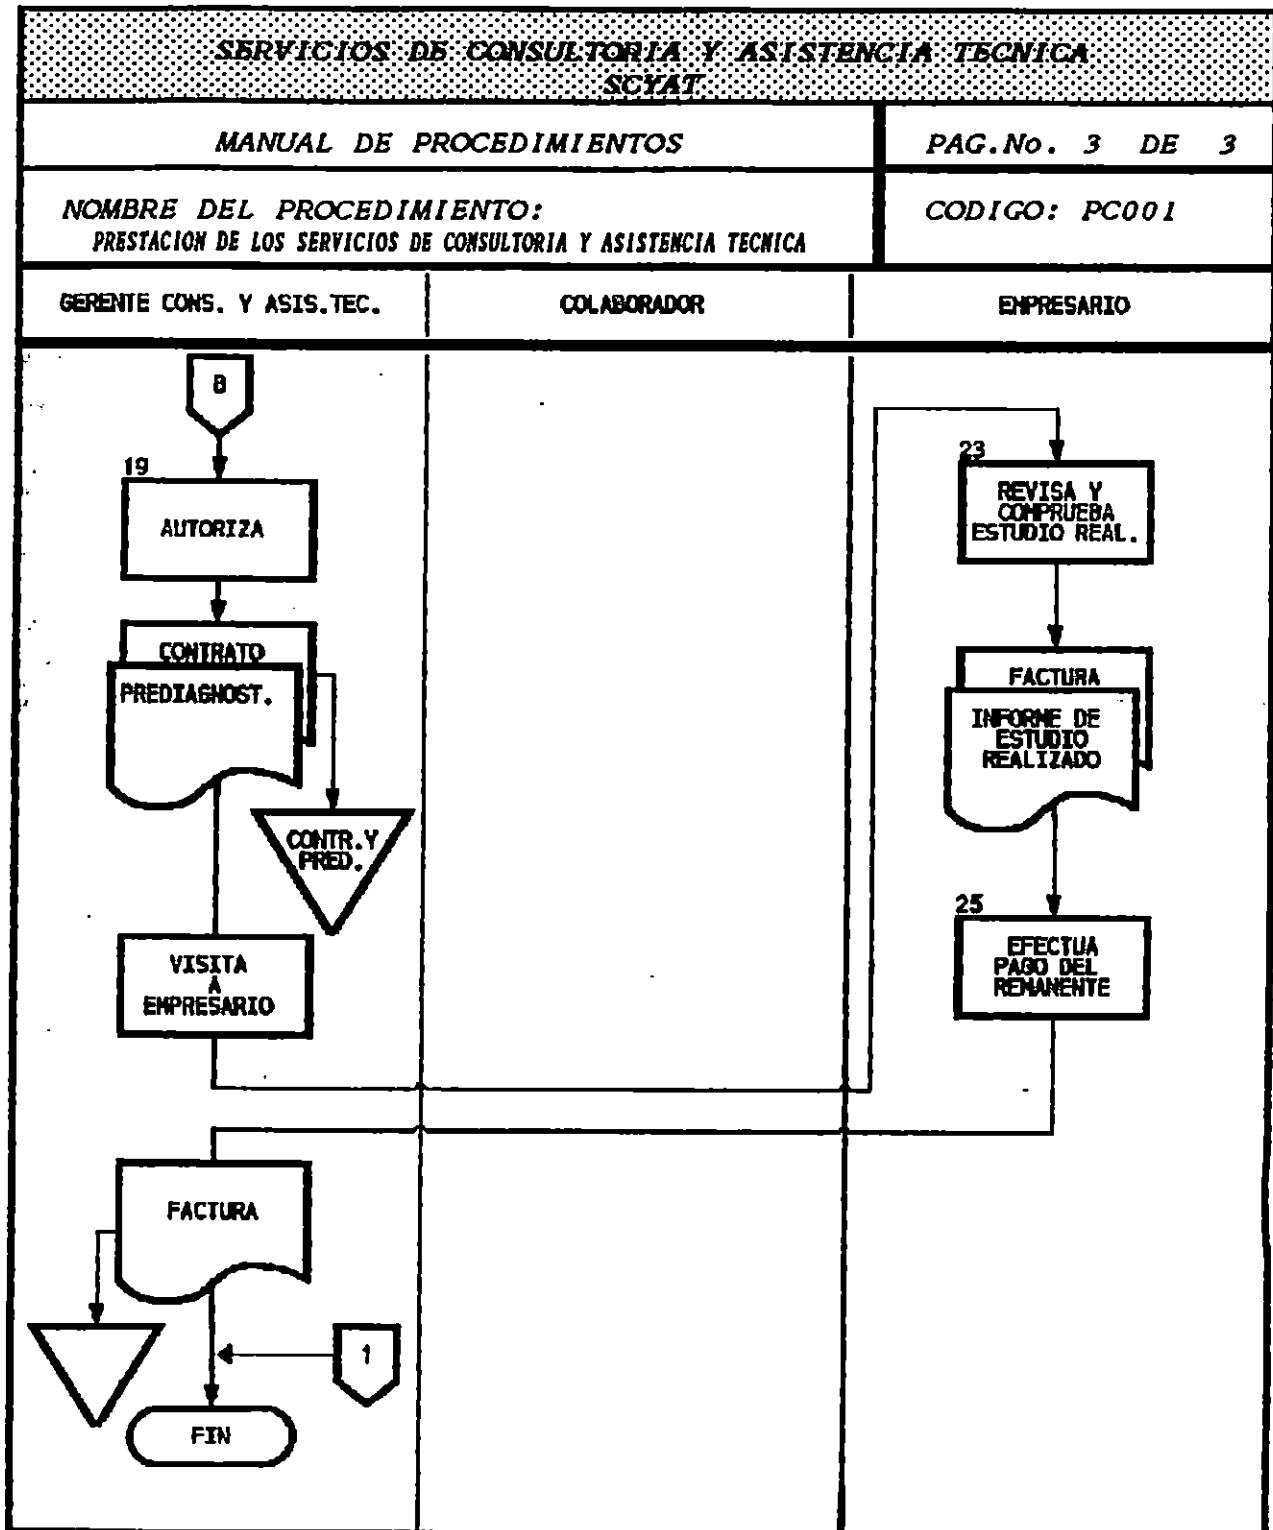 SERVICIOS DE CONSULTORIA Y ASISTENCIA TECNICA
SCYAT
MANUAL DE PROCEDIMIENTOS
PAG.No. 3 DE 3
NOMBRE DEL PROCEDIMIENTO:
PRESTACION DE LOS SERVICIOS DE CONSULTORIA Y ASISTENCIA TECNICA
CODIGO: PC001
GERENTE CONS. Y ASIS.TEC.
COLABORADOR
EMPRESARIO
B
19
AUTORIZA
CONTRATO
PREDIAGNOST.
CONTR.Y
PRED.
VISITA
A
EMPRESARIO
23
REVISA Y
COMPRUEBA
ESTUDIO REAL.
FACTURA
INFORME DE
ESTUDIO
REALIZADO
25
EFECTUA
PAGO DEL
REMANENTE
FACTURA
1
FIN